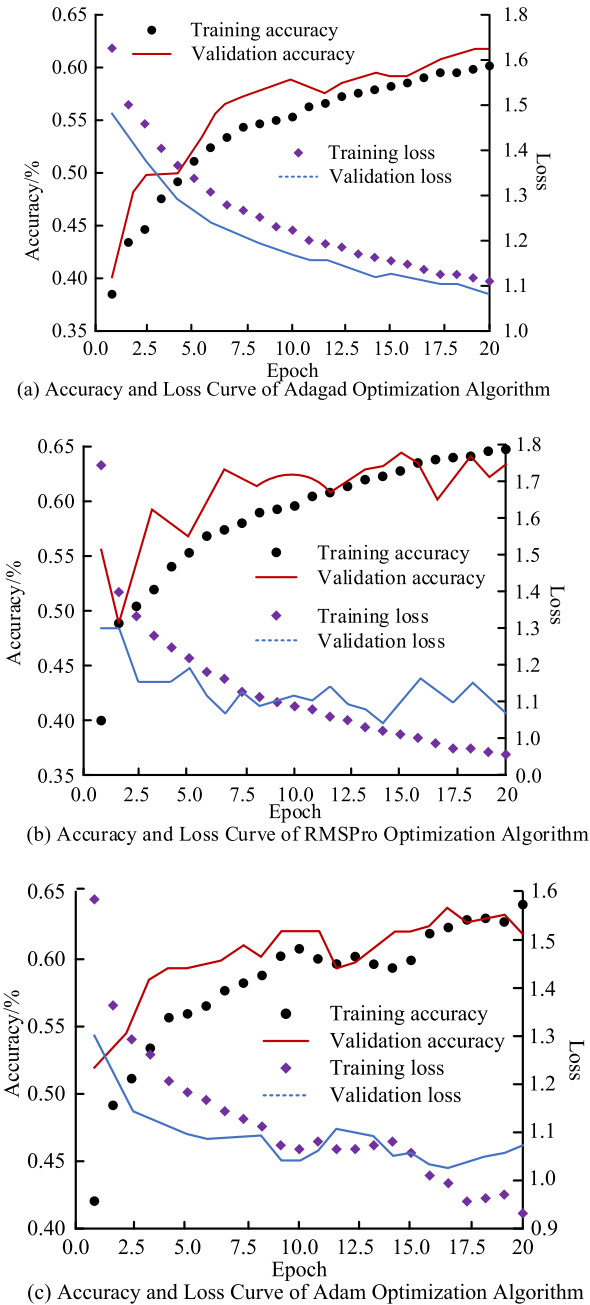 0.65
0.60
0.55
0.50
0.45
0.40
0.35
Accuracy/%
1.8
1.6
1.5
1.4
1.3
1.2
1.1
1.0
Loss
Training accuracy
Validation accuracy
Training loss
Validation loss
0.0 2.5 5.0 7.5 10.0 12.5 15.0 17.5 20
Epoch
(a) Accuracy and Loss Curve of Adagad Optimization Algorithm
0.65
0.60
0.55
0.50
0.45
0.40
0.35
Accuracy/%
1.8
1.7
1.6
1.5
1.4
1.3
1.2
1.1
1.0
0.0
Loss
Training accuracy
Validation accuracy
Training loss
Validation loss
0.0 2.5 5.0 7.5 10.0 12.5 15.0 17.5 20
Epoch
(b) Accuracy and Loss Curve of RMSPro Optimization Algorithm
0.65
0.60
0.55
0.50
0.45
0.40
Accuracy/%
1.6
1.5
1.4
1.3
1.2
1.1
1.0
0.9
Loss
Training accuracy
Validation accuracy
Training loss
Validation loss
0.0 2.5 5.0 7.5 10.0 12.5 15.0 17.5 20
Epoch
(c) Accuracy and Loss Curve of Adam Optimization Algorithm